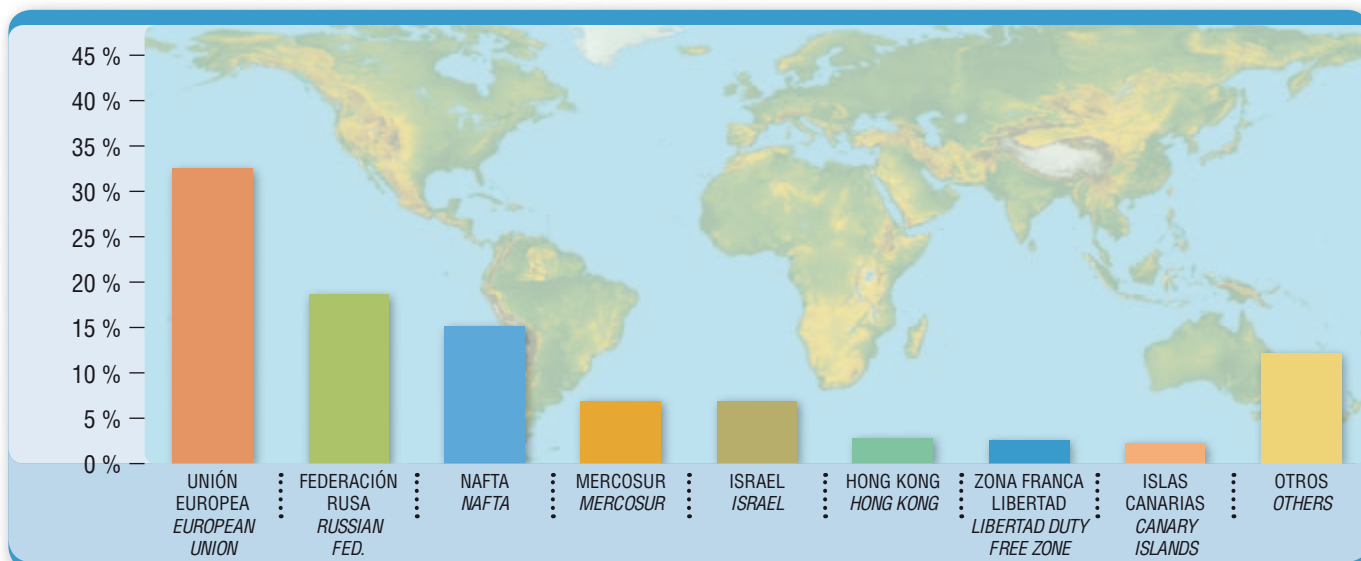 45 %
40 %
35 %
30 %
25 %
20 %
15 %
10 %
5 %
0 %
UNIÓN
EUROPEA
EUROPEAN
UNION
FEDERACIÓN
RUSA
RUSSIAN
FED.
NAFTA
NAFTA
MERCOSUR
MERCOSUR
ISRAEL
ISRAEL
HONG KONG
HONG KONG
ZONA FRANCA
LIBERTAD
LIBERTAD DUTY
FREE ZONE
ISLAS
CANARIAS
CANARY
ISLANDS
OTROS
OTHERS